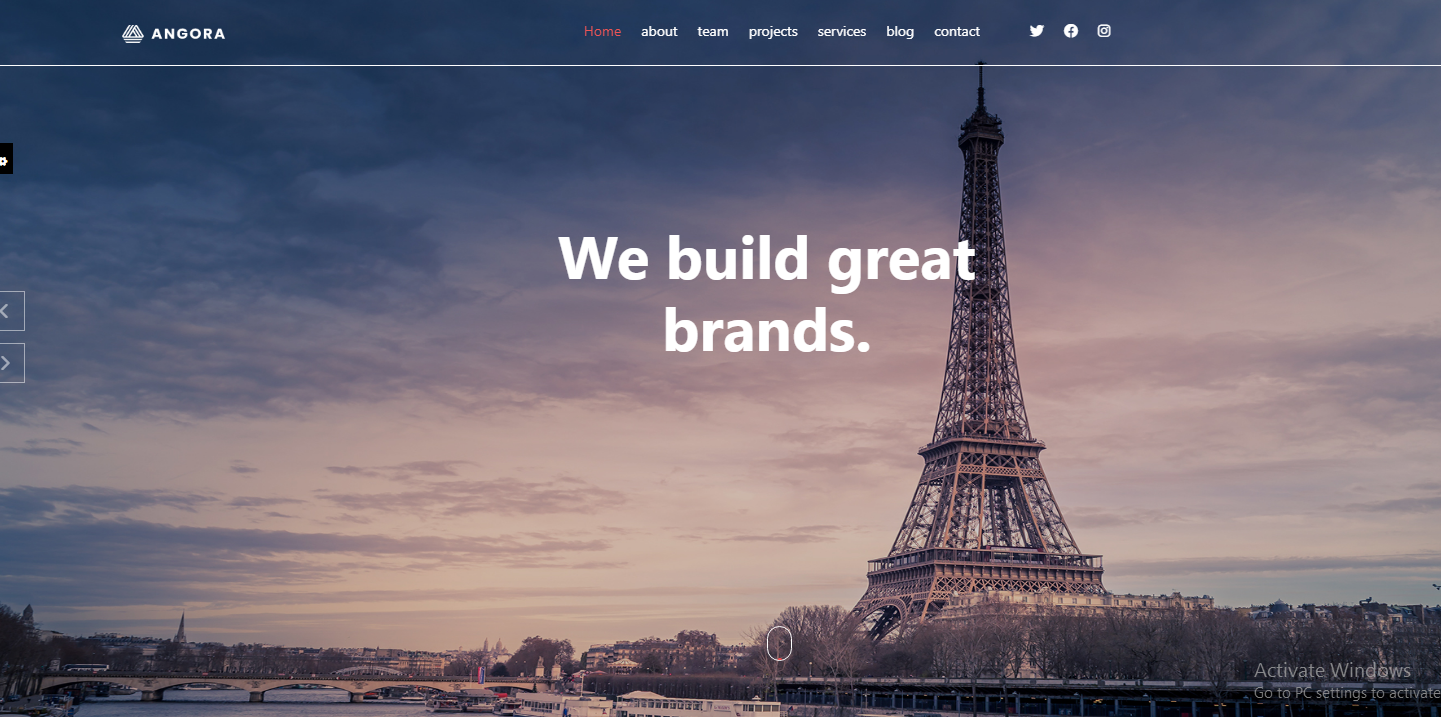 ANGORA
Home about team projects services blog contact
We build great
brands.
Activate Windows
Go to PC settings to activate